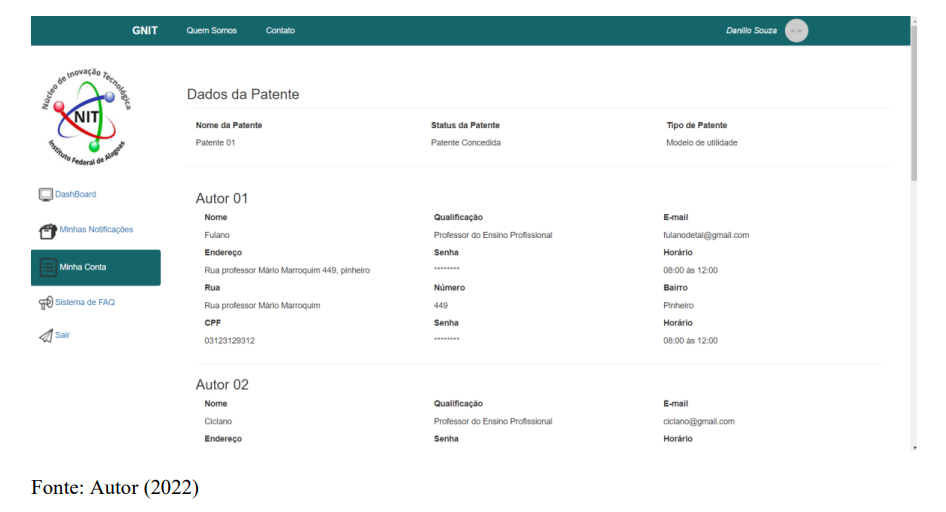 GNIT Quem Somos Contato Danillo Souza
Núcleo de Inovação Tecnológica
NIT
Instituto Federal de Alagoas
DashBoard
Minhas Notificações
Minha Conta
Sistema de FAQ
Sair
Dados da Patente
Nome da Patente Status da Patente Tipo de Patente
Patente 01 Patente Concedida Modelo de utilidade
Autor 01
Nome Qualificação E-mail
Fulano Professor do Ensino Profissional fulanodetal@gmail.com
Endereço Senha Horário
Rua professor Mário Marroquim 449, pinheiro ******** 08:00 às 12:00
Rua Número Bairro
Rua professor Mário Marroquim 449 Pinheiro
CPF Senha Horário
03123129312 ******** 08:00 às 12:00
Autor 02
Nome Qualificação E-mail
Ciclano Professor do Ensino Profissional ciclano@gmail.com
Endereço Senha Horário
Fonte: Autor (2022)